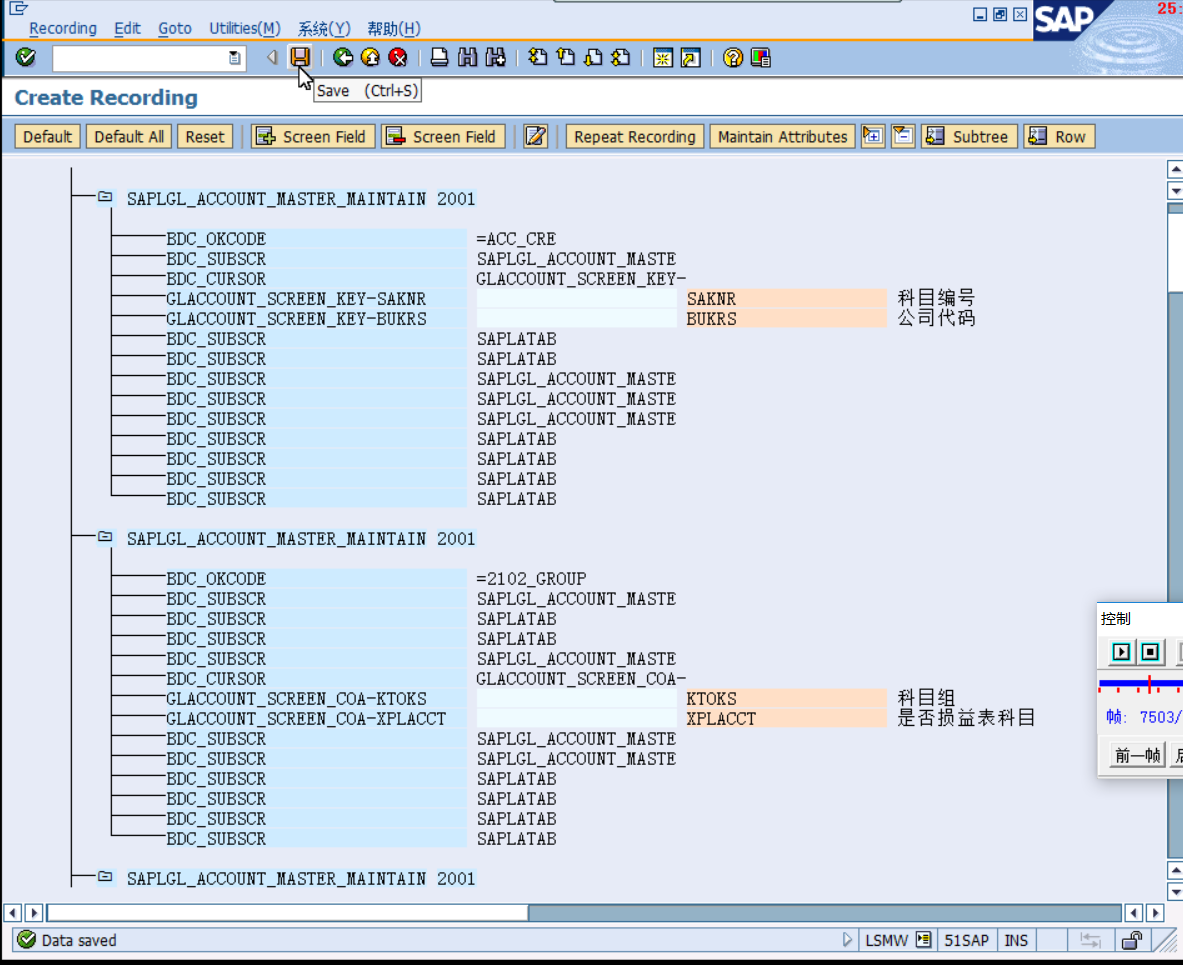 25:
Recording Edit Goto Utilities(M) 系统(Y) 帮助(H)
SAP
Save (Ctrl+S)
Create Recording
Default Default All Reset Screen Field Screen Field Repeat Recording Maintain Attributes Subtree Row
SAPLGL_ACCOUNT_MASTER_MAINTAIN 2001
BDC_OKCODE =ACC_CRE
BDC_SUBSCR SAPLGL_ACCOUNT_MASTE
BDC_CURSOR GLACCOUNT_SCREEN_KEY-
GLACCOUNT_SCREEN_KEY-SAKNR SAKNR 科目编号
GLACCOUNT_SCREEN_KEY-BUKRS BUKRS 公司代码
BDC_SUBSCR SAPLATAB
BDC_SUBSCR SAPLATAB
BDC_SUBSCR SAPLGL_ACCOUNT_MASTE
BDC_SUBSCR SAPLGL_ACCOUNT_MASTE
BDC_SUBSCR SAPLGL_ACCOUNT_MASTE
BDC_SUBSCR SAPLATAB
BDC_SUBSCR SAPLATAB
BDC_SUBSCR SAPLATAB
BDC_SUBSCR SAPLATAB
SAPLGL_ACCOUNT_MASTER_MAINTAIN 2001
BDC_OKCODE =2102_GROUP
BDC_SUBSCR SAPLGL_ACCOUNT_MASTE
BDC_SUBSCR SAPLATAB
BDC_SUBSCR SAPLATAB
BDC_SUBSCR SAPLGL_ACCOUNT_MASTE
BDC_CURSOR GLACCOUNT_SCREEN_COA-
GLACCOUNT_SCREEN_COA-KTOKS KTOKS 科目组
GLACCOUNT_SCREEN_COA-XPLACCT XPLACCT 是否损益表科目
BDC_SUBSCR SAPLGL_ACCOUNT_MASTE
BDC_SUBSCR SAPLGL_ACCOUNT_MASTE
BDC_SUBSCR SAPLATAB
BDC_SUBSCR SAPLATAB
BDC_SUBSCR SAPLATAB
BDC_SUBSCR SAPLATAB
SAPLGL_ACCOUNT_MASTER_MAINTAIN 2001
控制
帧: 7503/
前一帧
Data saved LSMW 51SAP INS